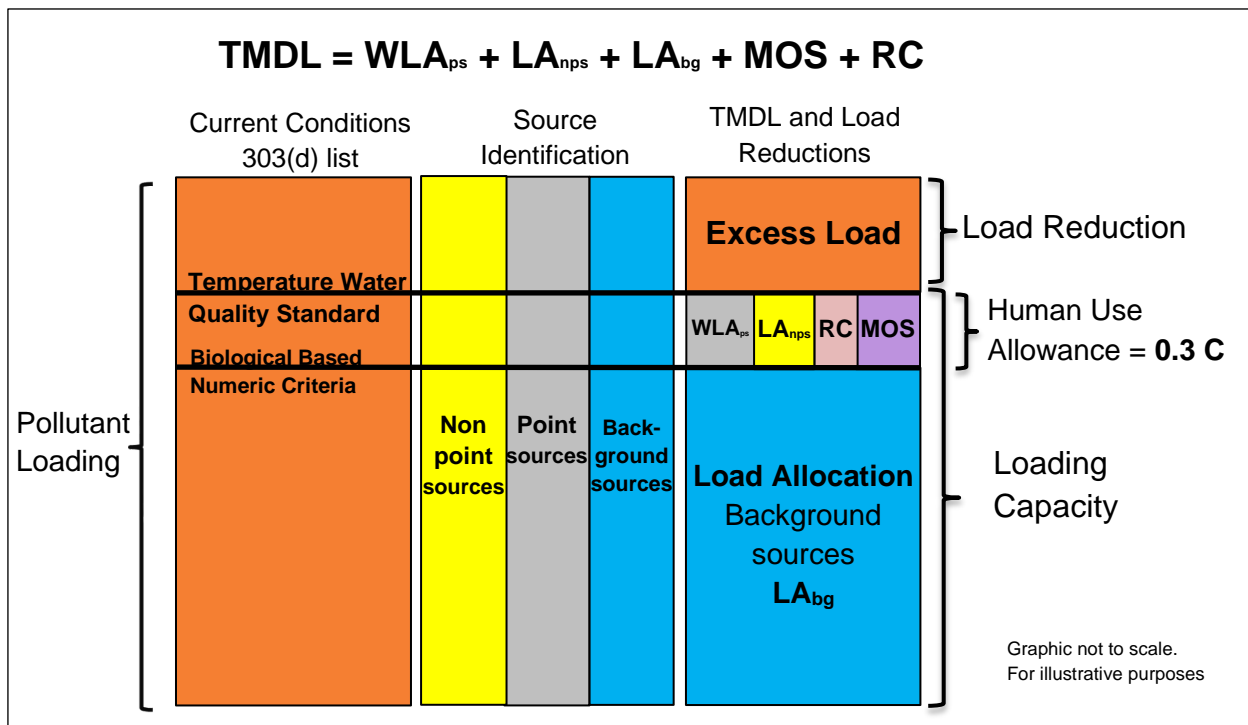 TMDL = WLAps + LAnps + LAbg + MOS + RC
Current Conditions
303(d) list
Source
Identification
TMDL and Load
Reductions
Pollutant
Loading
Temperature Water
Quality Standard
Biological Based
Numeric Criteria
Non
point
sources
Point
sources
Back-
ground
sources
Excess Load
WLAps
LAnps
RC
MOS
Load Allocation
Background
sources
LAbg
Load Reduction
Human Use
Allowance = 0.3 C
Loading
Capacity
Graphic not to scale.
For illustrative purposes